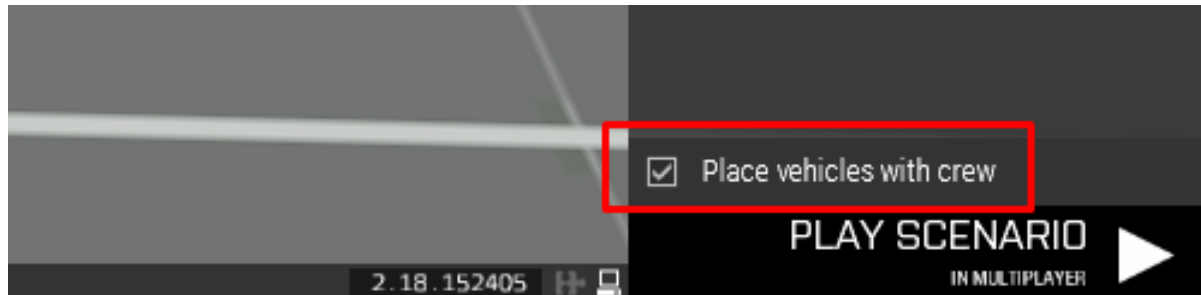 Place vehicles with crew
PLAY SCENARIO
IN MULTIPLAYER
2.18.152405